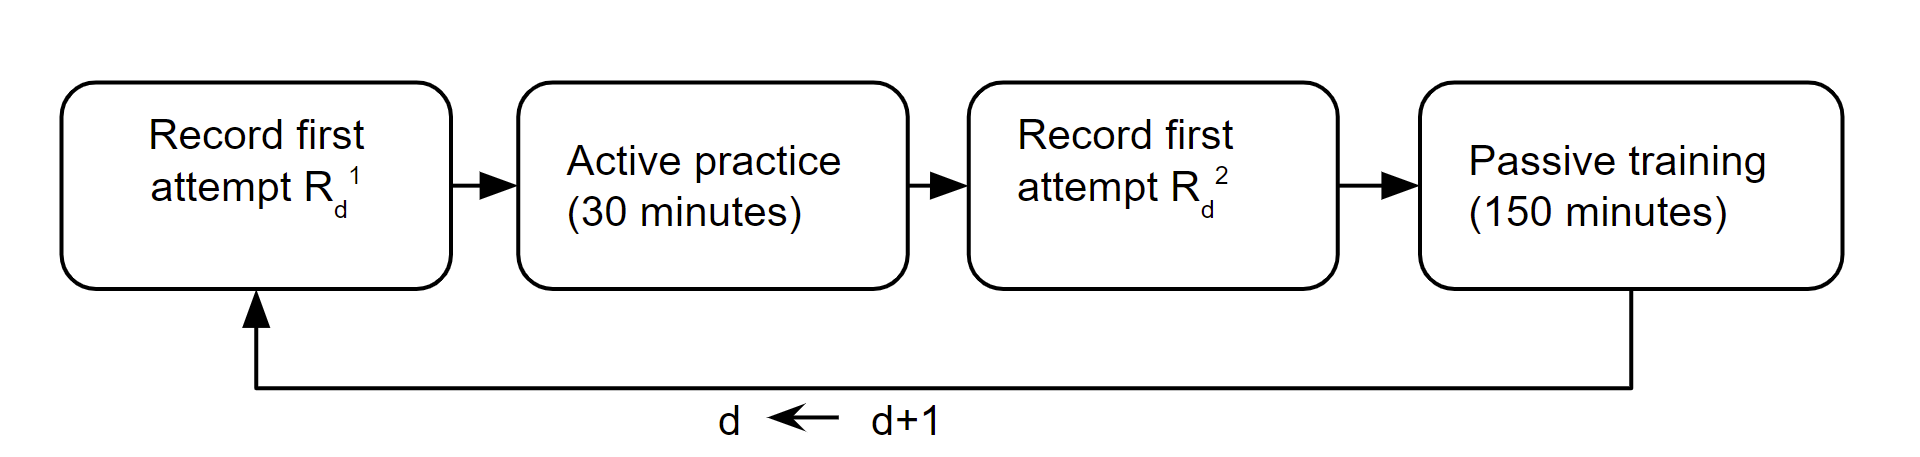 Record first
attempt R_d^1
Active practice
(30 minutes)
Record first
attempt R_d^2
Passive training
(150 minutes)
d ← d+1